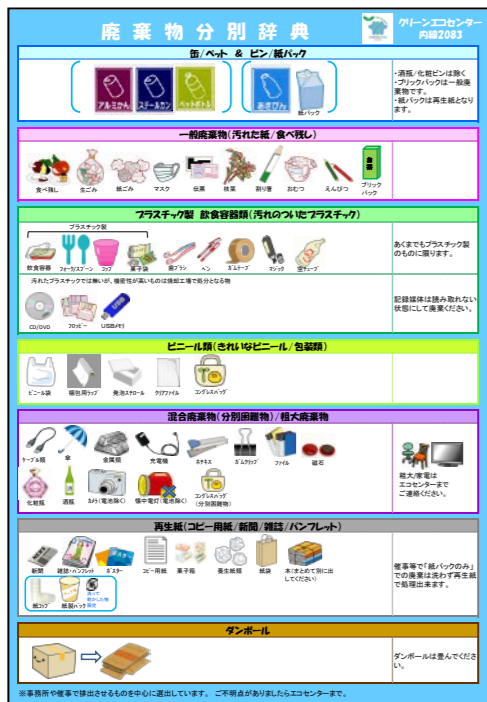 廃棄物分別辞典
クリーンエコセンター
内線2083
缶/ペット & ビン/紙パック
アルミかん
スチールカン
ペットボトル
あきびん
紙パック
・酒瓶/化粧ビンは除く
・ブリックパックは一般廃
棄物です。
・紙パックは再生紙となり
ます。
一般廃棄物(汚れた紙/食べ残し)
食べ残し
生ごみ
紙ごみ
マスク
伝票
枝葉
割り箸
おむつ
えんぴつ
ブリック
パック
プラスチック製 飲食容器類(汚れのついたプラスチック)
プラスチック製
飲食容器
フォーク/スプーン
コップ
菓子袋
歯ブラシ
ペン
ガムテープ
マジック
空チューブ
あくまでもプラスチック製
のものに限ります。
汚れたプラスチックでは無いが、機密性が高いものは焼却工場で処分となる物
CD/DVD
フロッピー
USBメモリ
記録媒体は読み取れない
状態にして廃棄ください。
ビニール類(きれいなビニール/包装類)
ビニール袋
梱包用ラップ
発泡スチロール
クリアファイル
コングレスバッグ
混合廃棄物(分別困難物)/粗大廃棄物
ケーブル類
傘
金属類
充電機
ホチキス
ガムクリップ
ファイル
磁石
化粧瓶
酒瓶
カメラ(電池除く)
懐中電灯(電池除く)
コングレスバッグ
(分別困難物)
粗大/家電は
エコセンターまで
ご連絡ください。
再生紙(コピー用紙/新聞/雑誌/パンフレット)
新聞
雑誌・パンフレット
ポスター
コピー用紙
菓子箱
養生紙類
紙袋
本(まとめて別に出
してください)
紙コップ
紙製パック
洗って
乾かした物
限定
催事等で「紙パックのみ」
での廃棄は洗わず再生紙
で処理出来ます。
ダンボール
ダンボールは畳んでくださ
い。
※事務所や催事で排出させるものを中心に選出しています。 ご不明点がありましたらエコセンターまで。